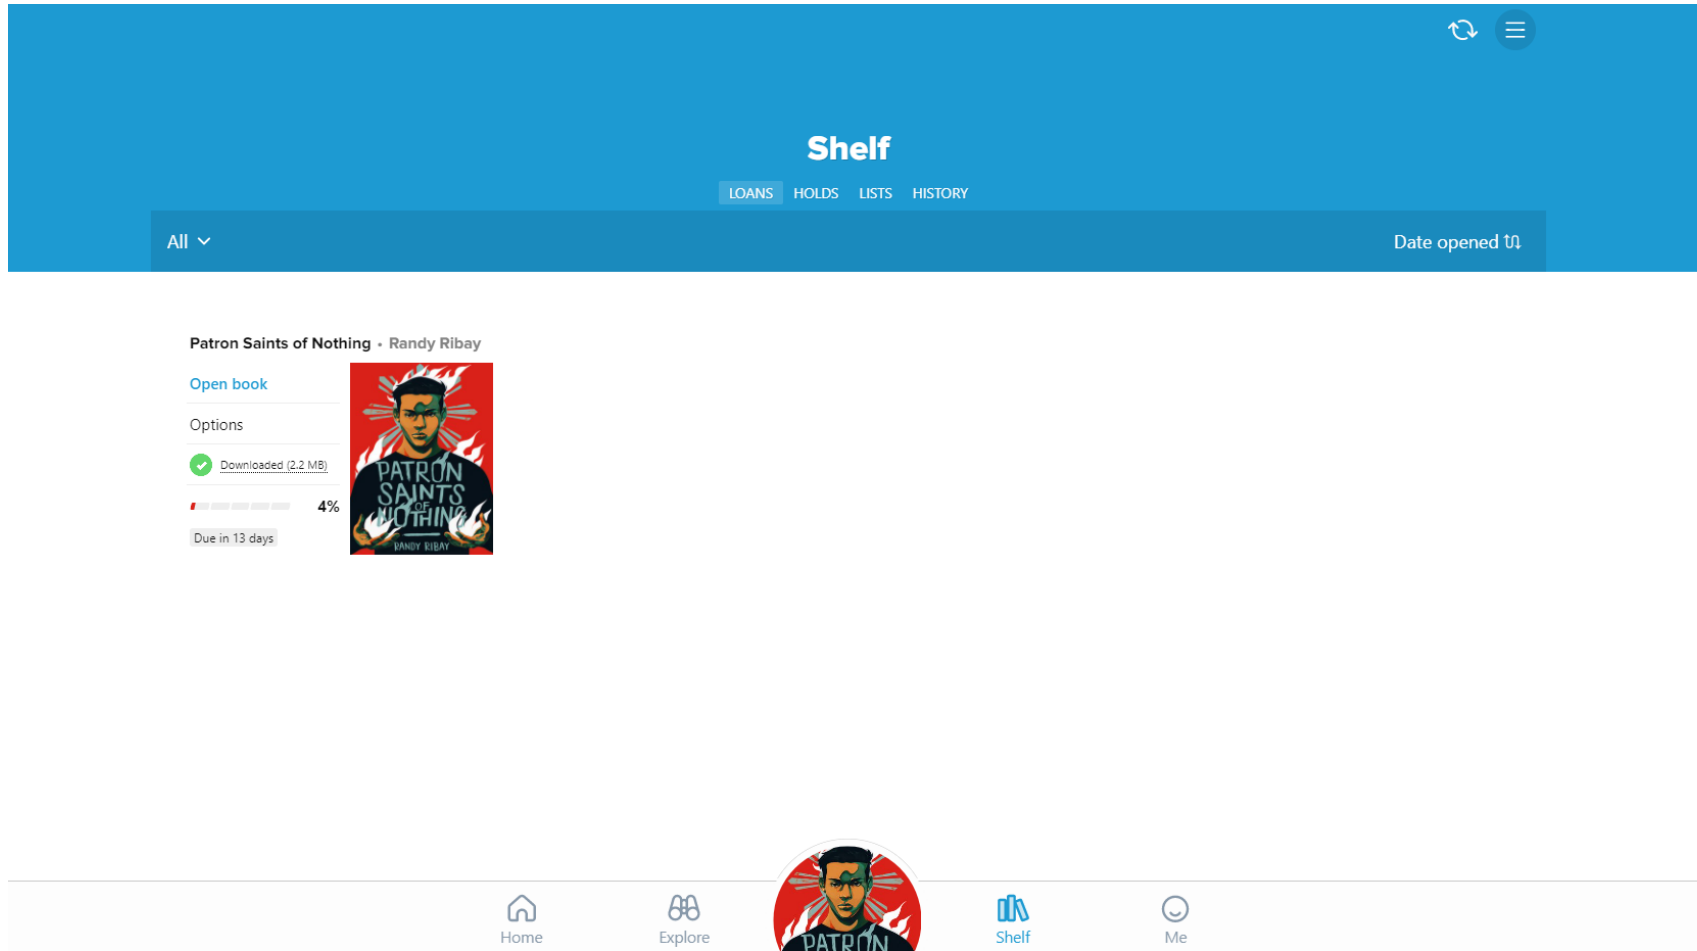 Shelf
LOANS HOLDS LISTS HISTORY
All Date opened
Patron Saints of Nothing • Randy Ribay
Open book
Options
Downloaded (2.2 MB)
4%
Due in 13 days
PATRON
SAINTS
OF
NOTHING
RANDY RIBAY
PATRON
Home Explore Shelf Me